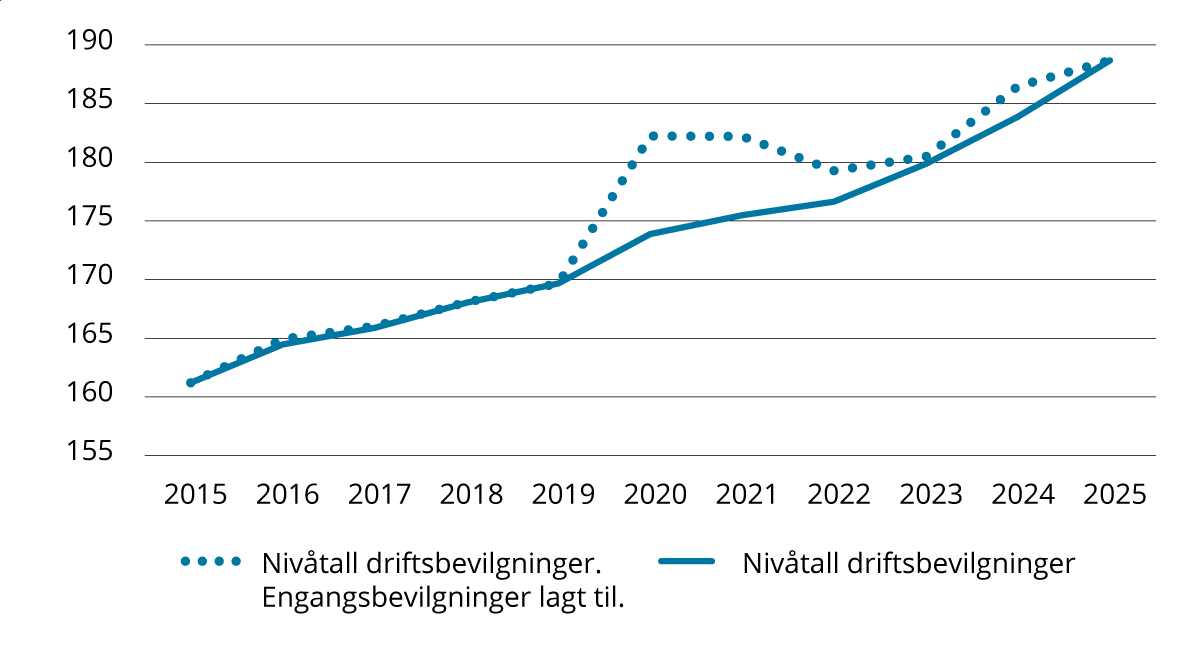 190
185
180
175
170
165
160
155
2015 2016 2017 2018 2019 2020 2021 2022 2023 2024 2025
Nivåtall driftsbevilgninger. Nivåtall driftsbevilgninger
Engangsbevilgninger lagt til.